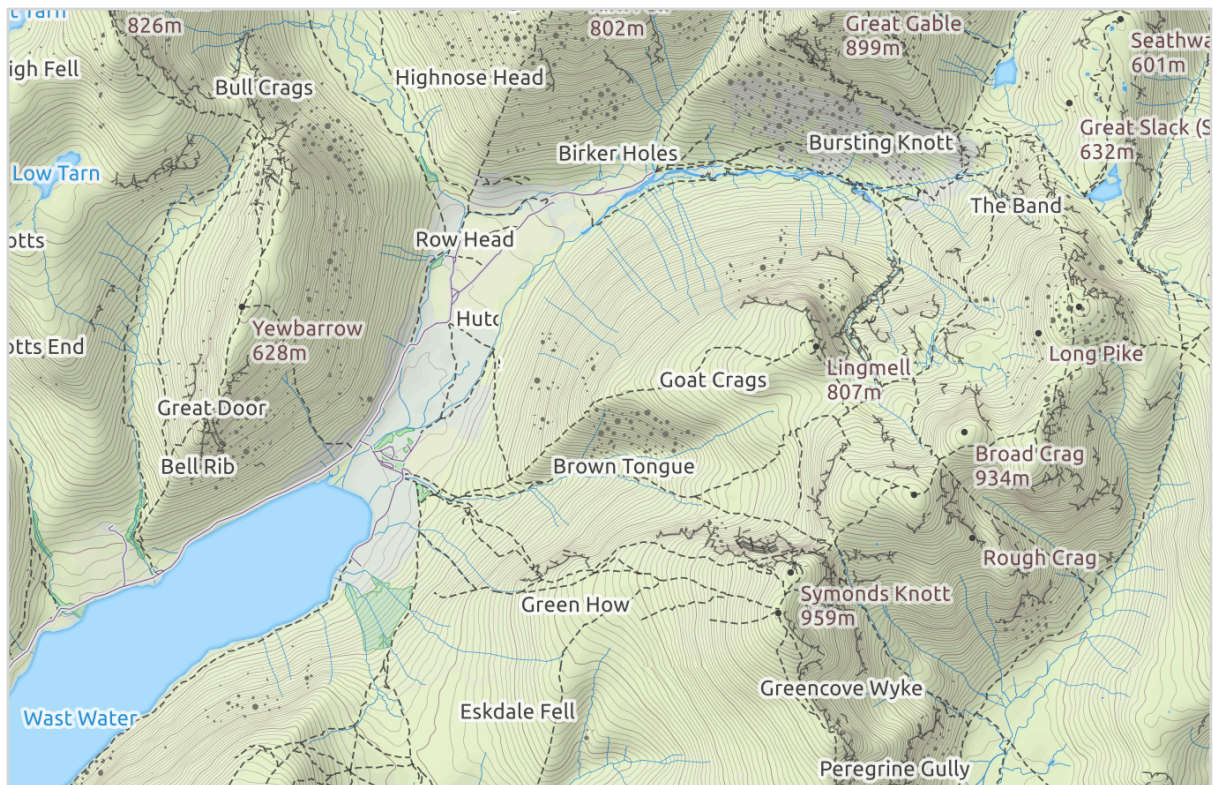 t Tarn
826m
802m
Great Gable
899m
Seathwa
601m
igh Fell
Highnose Head
Bull Crags
Great Slack (S
632m
Bursting Knott
Birker Holes
Low Tarn
The Band
otts
Row Head
Hutc
Yewbarrow
628m
otts End
Long Pike
Goat Crags
Lingmell
807m
Great Door
Bell Rib
Brown Tongue
Broad Crag
934m
Rough Crag
Green How
Symonds Knott
959m
Greencove Wyke
Eskdale Fell
Wast Water
Peregrine Gully